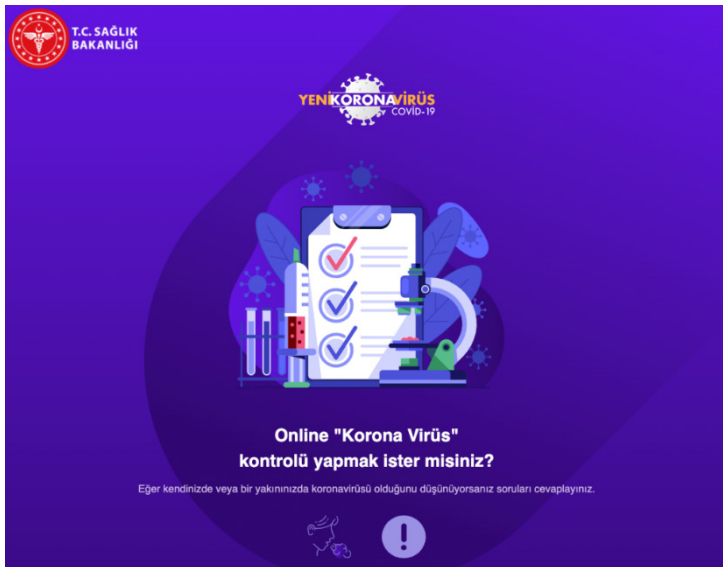 T.C. SAĞLIK
BAKANLIĞI
YENİKORONAVİRÜS
COVİD-19
Online "Korona Virüs"
kontrolü yapmak ister misiniz?
Eğer kendinizde veya bir yakınınızda koronavirüsü olduğunu düşünüyorsanız soruları cevaplayınız.